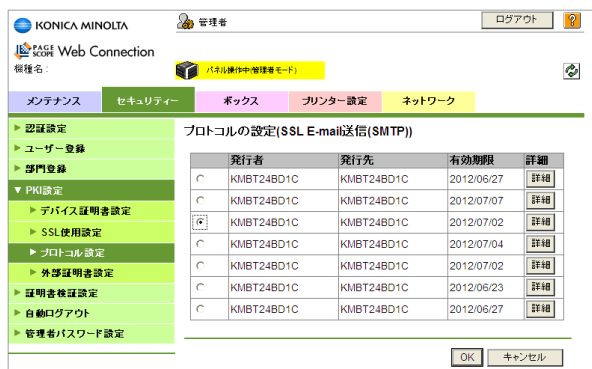 KONICA MINOLTA
管理者
ログアウト
?
PAGE SCOPE Web Connection
機種名:
パネル操作中(管理者モード)
メンテナンス
セキュリティー
ボックス
プリンター設定
ネットワーク
認証設定
ユーザー登録
部門登録
PKI設定
デバイス証明書設定
SSL使用設定
プロトコル設定
外部証明書設定
証明書検証設定
自動ログアウト
管理者パスワード設定
プロトコルの設定(SSL E-mail送信(SMTP))
発行者 発行先 有効期限 詳細
KMBT24BD1C KMBT24BD1C 2012/06/27 詳細
KMBT24BD1C KMBT24BD1C 2012/07/07 詳細
KMBT24BD1C KMBT24BD1C 2012/07/02 詳細
KMBT24BD1C KMBT24BD1C 2012/07/04 詳細
KMBT24BD1C KMBT24BD1C 2012/07/02 詳細
KMBT24BD1C KMBT24BD1C 2012/06/23 詳細
KMBT24BD1C KMBT24BD1C 2012/06/27 詳細
OK キャンセル